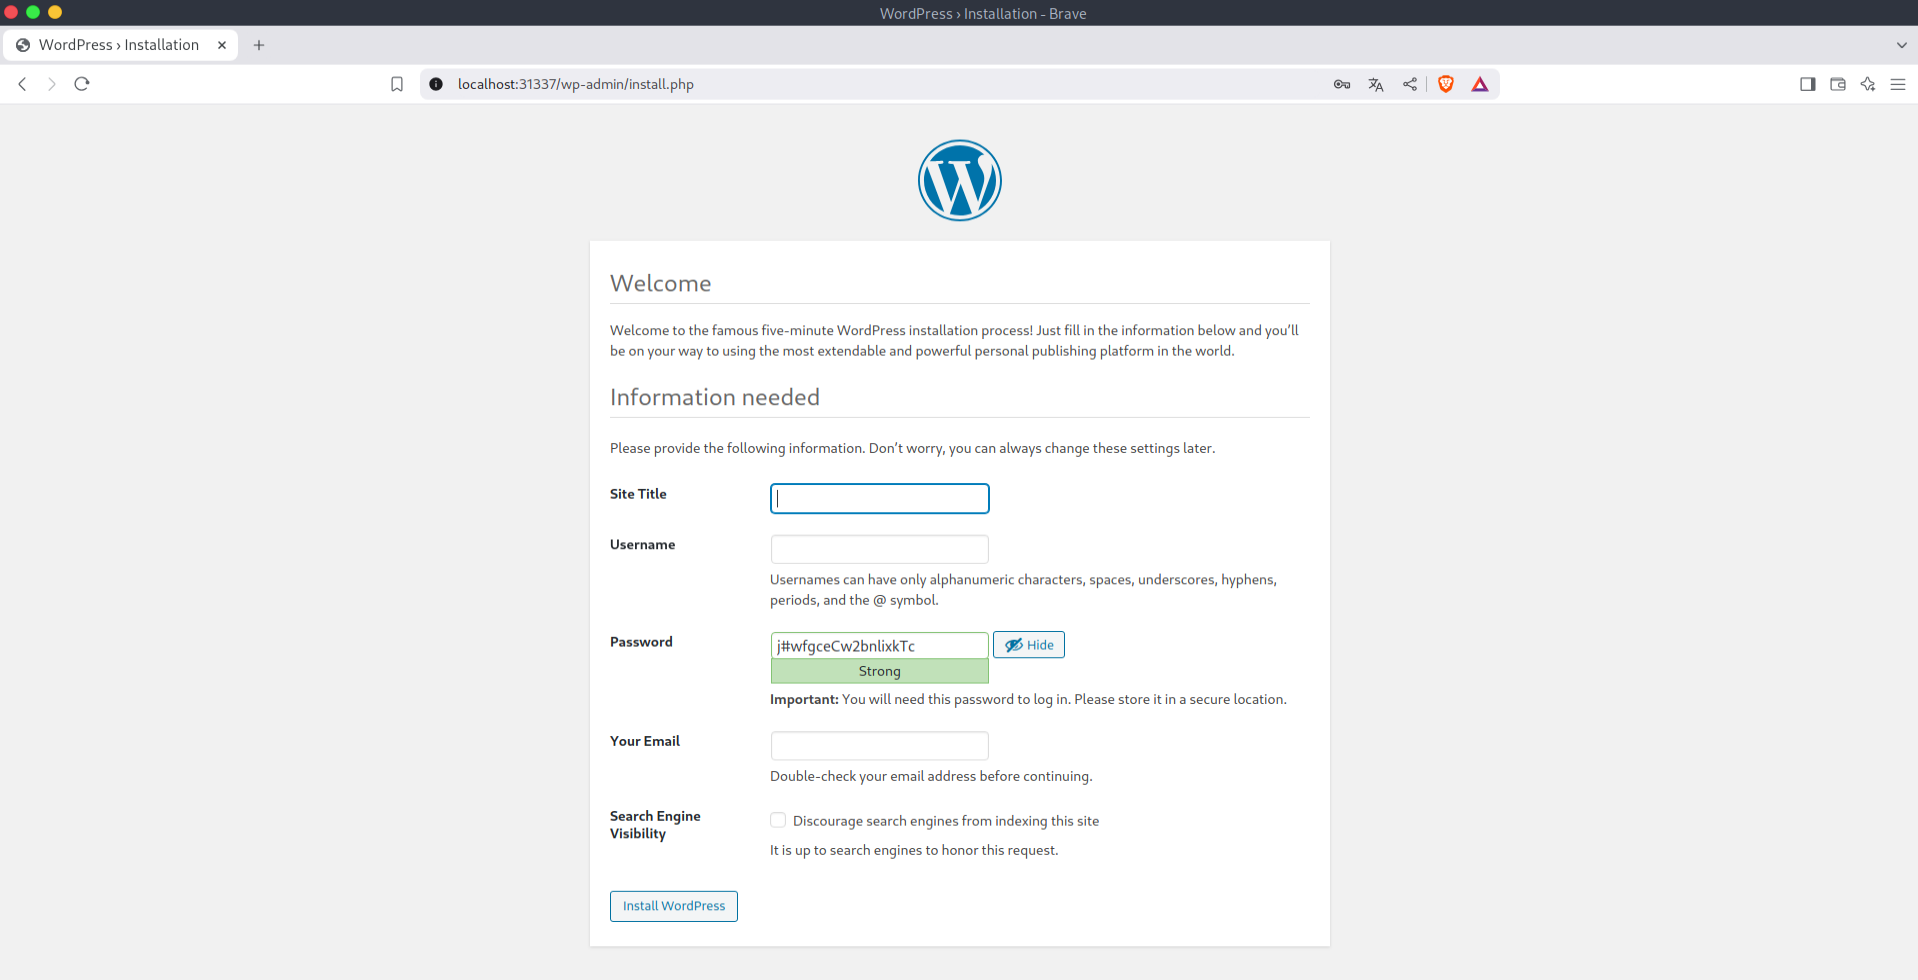 WordPress › Installation - Brave
WordPress › Installation
localhost:31337/wp-admin/install.php
Welcome
Welcome to the famous five-minute WordPress installation process! Just fill in the information below and you’ll
be on your way to using the most extendable and powerful personal publishing platform in the world.
Information needed
Please provide the following information. Don’t worry, you can always change these settings later.
Site Title
Username
Usernames can have only alphanumeric characters, spaces, underscores, hyphens,
periods, and the @ symbol.
Password
j#wfgceCw2bnlixkTc
Hide
Strong
Important: You will need this password to log in. Please store it in a secure location.
Your Email
Double-check your email address before continuing.
Search Engine
Visibility
Discourage search engines from indexing this site
It is up to search engines to honor this request.
Install WordPress